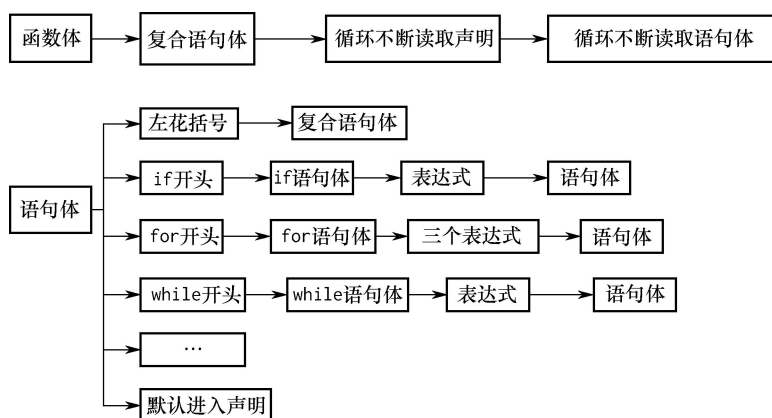 函数体 复合语句体 循环不断读取声明 循环不断读取语句体
左花括号 复合语句体
if开头 if语句体 表达式 语句体
语句体
for开头 for语句体 三个表达式 语句体
while开头 while语句体 表达式 语句体
…
默认进入声明